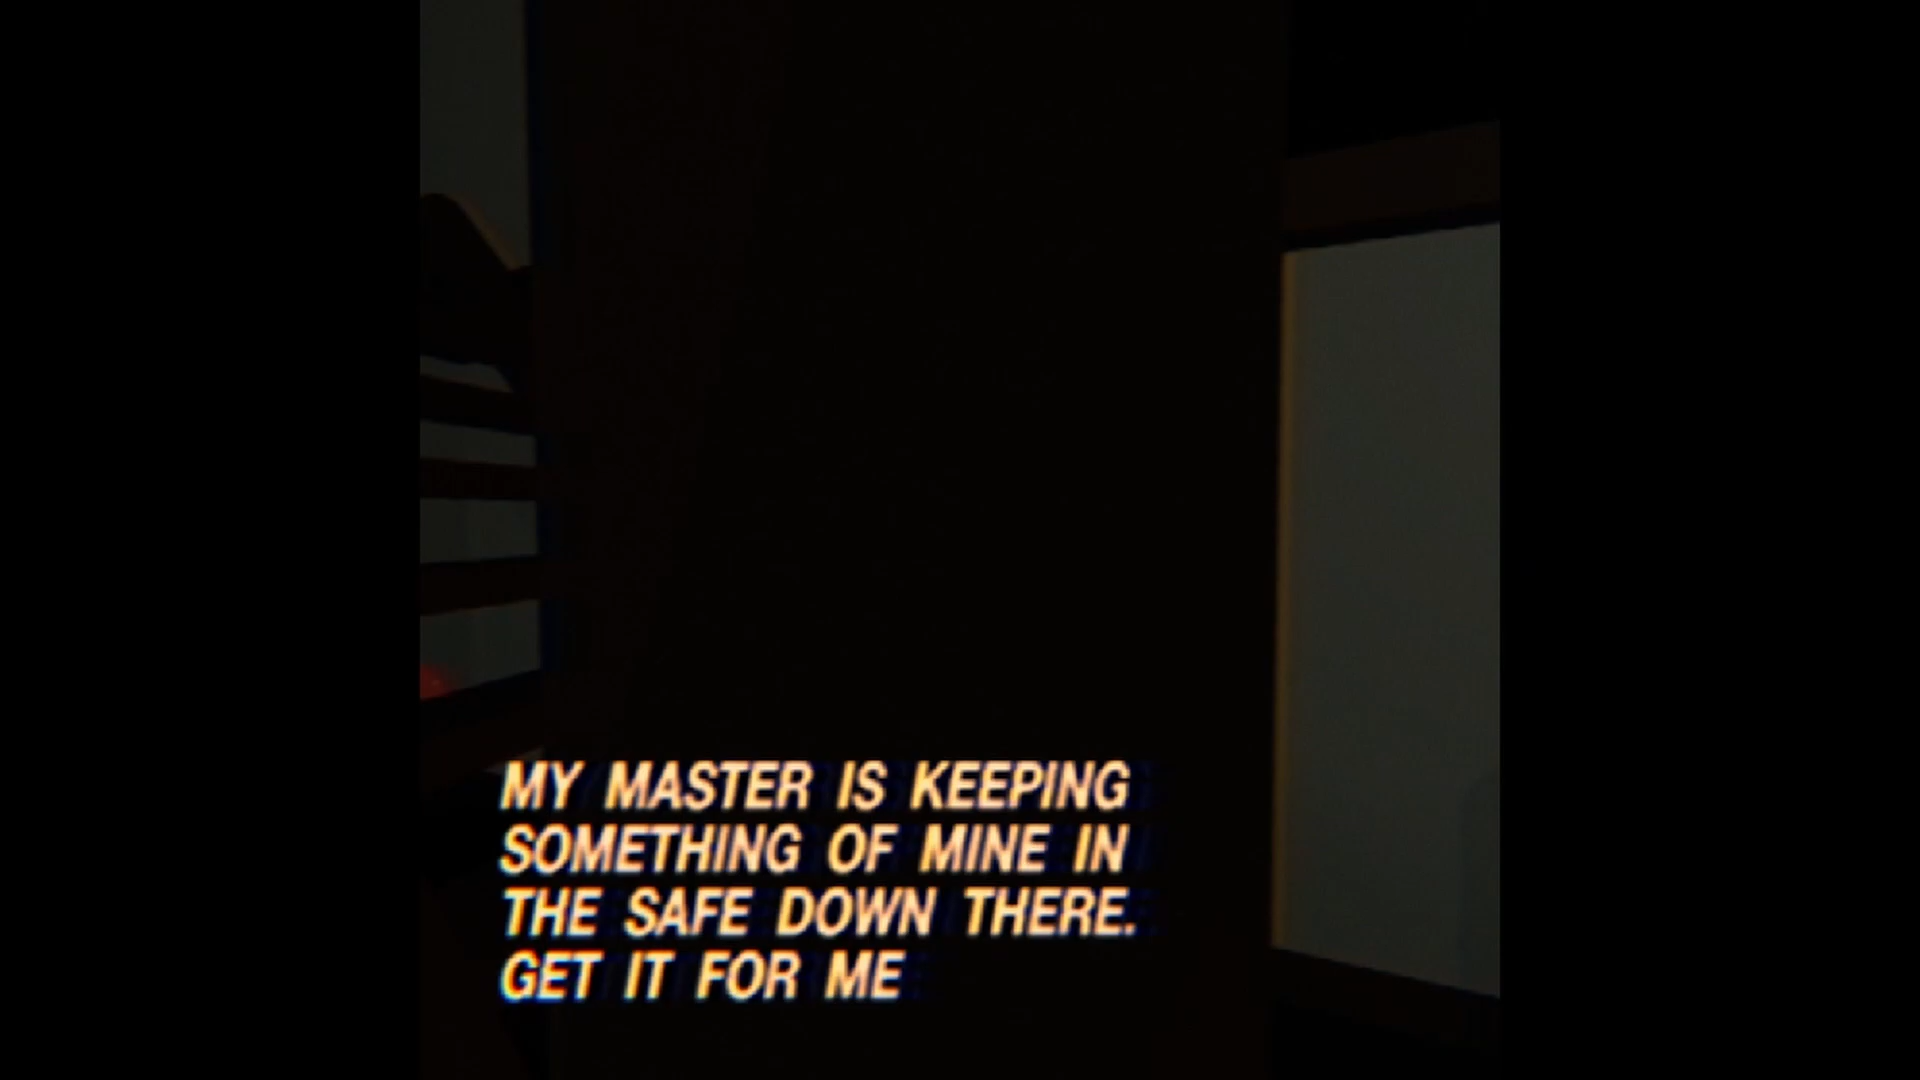 MY MASTER IS KEEPING
SOMETHING OF MINE IN
THE SAFE DOWN THERE.
GET IT FOR ME